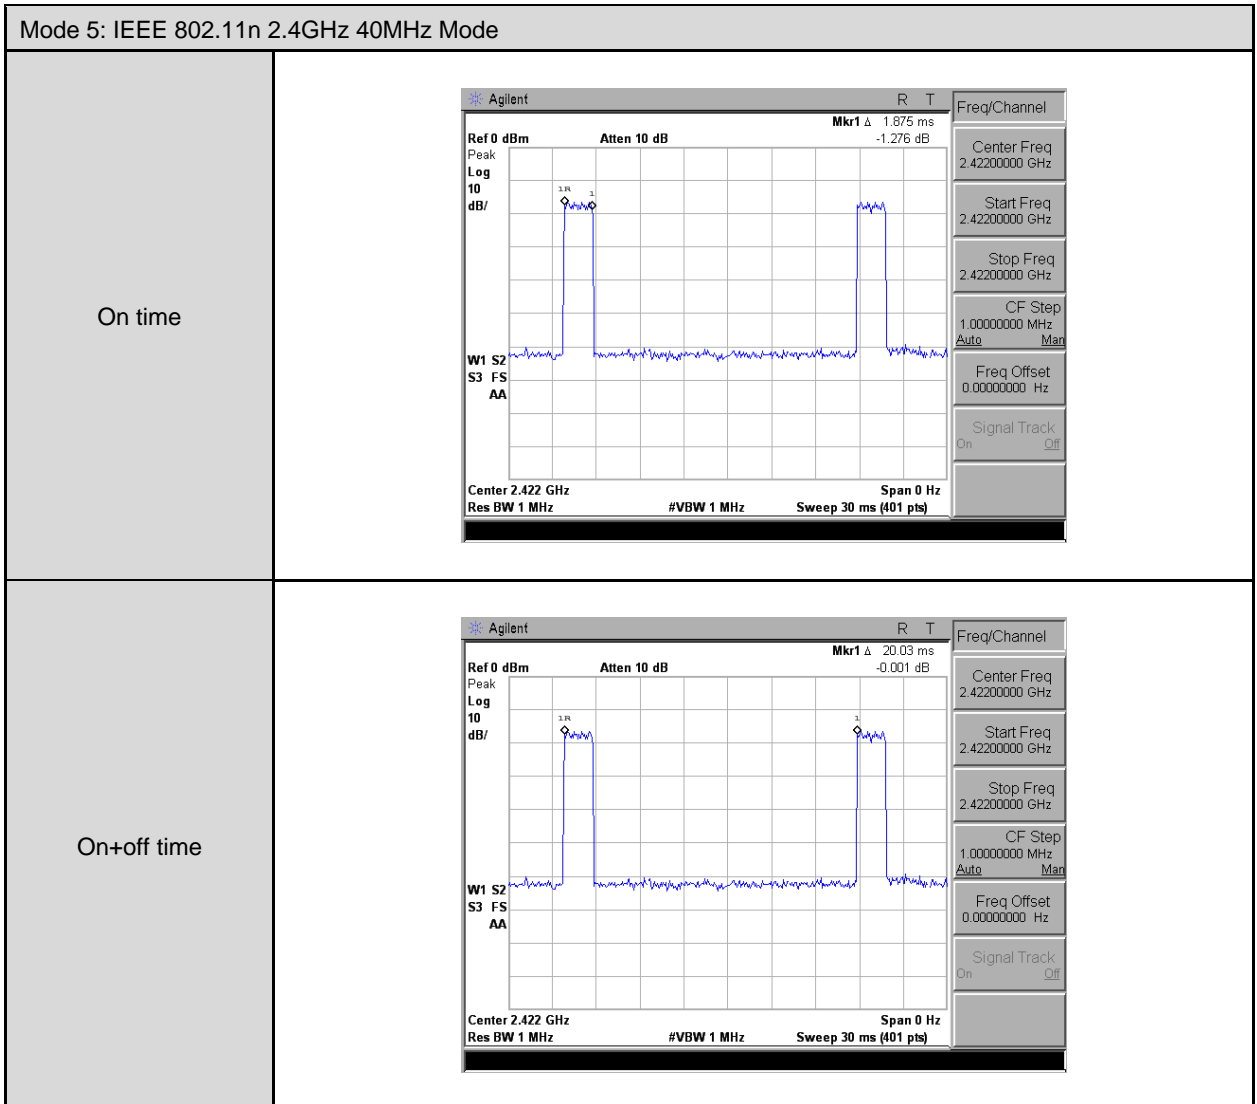 Mode 5: IEEE 802.11n 2.4GHz 40MHz Mode
On time
Agilent R T
Mkr1 Δ 1.875 ms
Ref 0 dBm Atten 10 dB -1.276 dB
Peak
Log
10
dB/
1R
1
W1 S2
S3 FS
AA
Center 2.422 GHz Span 0 Hz
Res BW 1 MHz #VBW 1 MHz Sweep 30 ms (401 pts)
Freq/Channel
Center Freq
2.42200000 GHz
Start Freq
2.42200000 GHz
Stop Freq
2.42200000 GHz
CF Step
1.00000000 MHz
Auto Man
Freq Offset
0.00000000 Hz
Signal Track
On Off
On+off time
Agilent R T
Mkr1 Δ 20.03 ms
Ref 0 dBm Atten 10 dB -0.001 dB
Peak
Log
10
dB/
1R
1
W1 S2
S3 FS
AA
Center 2.422 GHz Span 0 Hz
Res BW 1 MHz #VBW 1 MHz Sweep 30 ms (401 pts)
Freq/Channel
Center Freq
2.42200000 GHz
Start Freq
2.42200000 GHz
Stop Freq
2.42200000 GHz
CF Step
1.00000000 MHz
Auto Man
Freq Offset
0.00000000 Hz
Signal Track
On Off